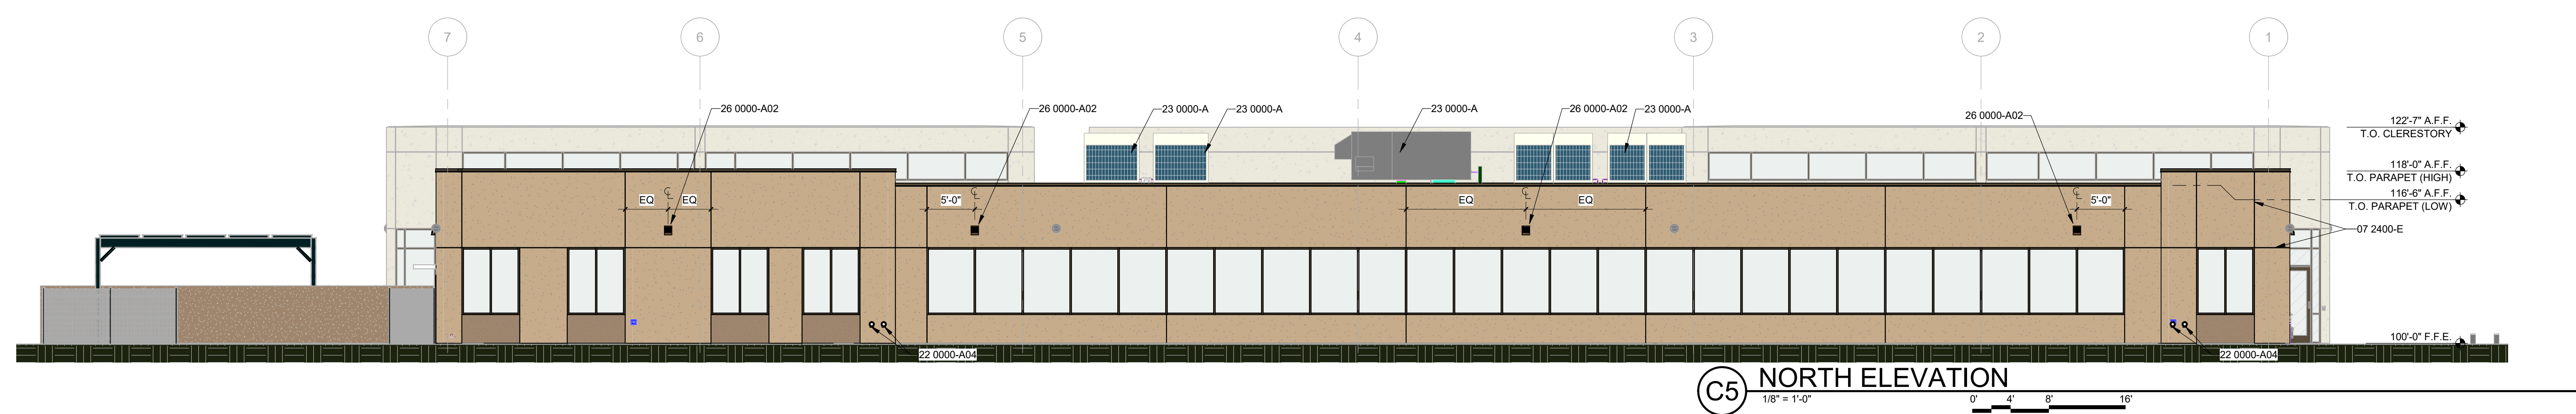 7 6 5 4 3 2 1
26 0000-A02
26 0000-A02
23 0000-A
23 0000-A
23 0000-A
26 0000-A02
23 0000-A
26 0000-A02
122'-7" A.F.F.
T.O. CLERESTORY
118'-0" A.F.F.
T.O. PARAPET (HIGH)
116'-6" A.F.F.
T.O. PARAPET (LOW)
EQ EQ
5'-0"
EQ EQ
5'-0"
07 2400-E
100'-0" F.F.E.
22 0000-A04
22 0000-A04
C5 NORTH ELEVATION
1/8" = 1'-0"
0' 4' 8' 16'